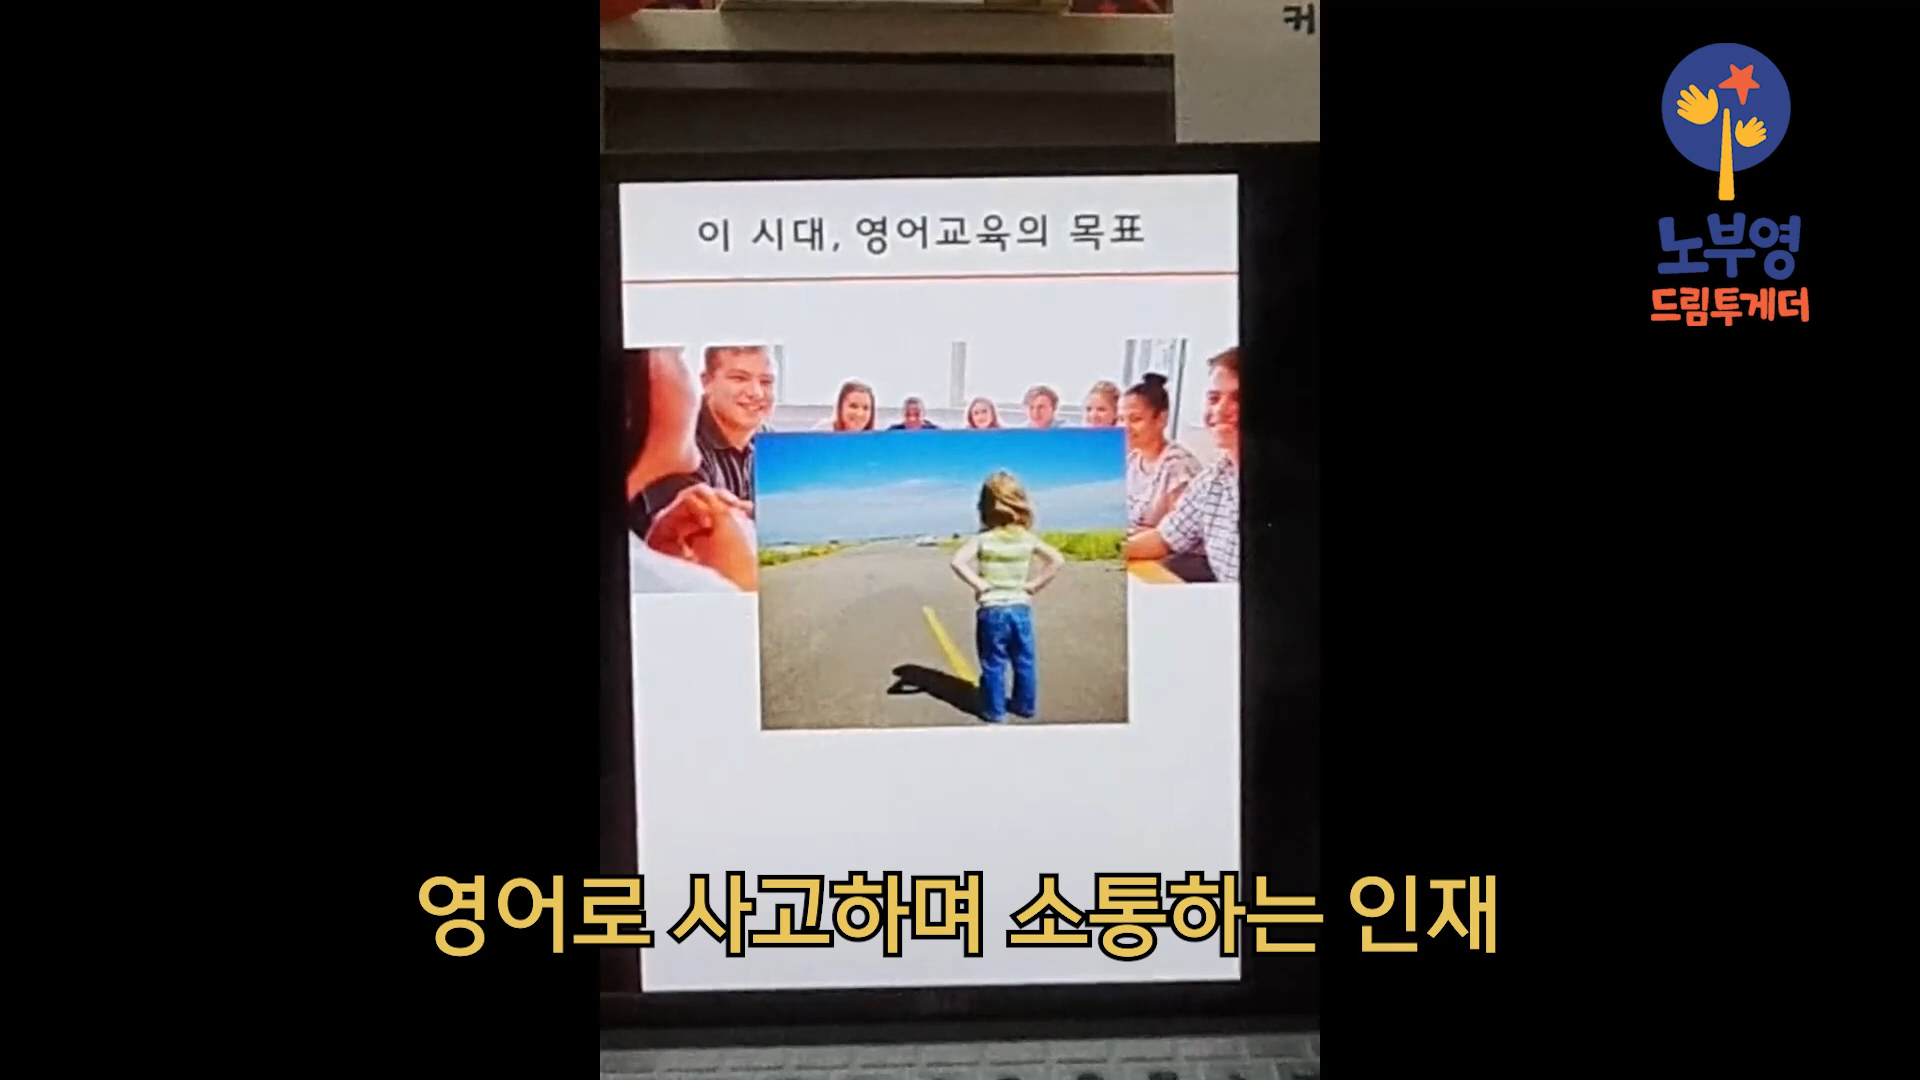 커
노부영
드림투게더
이 시대, 영어교육의 목표
영어로 사고하며 소통하는 인재